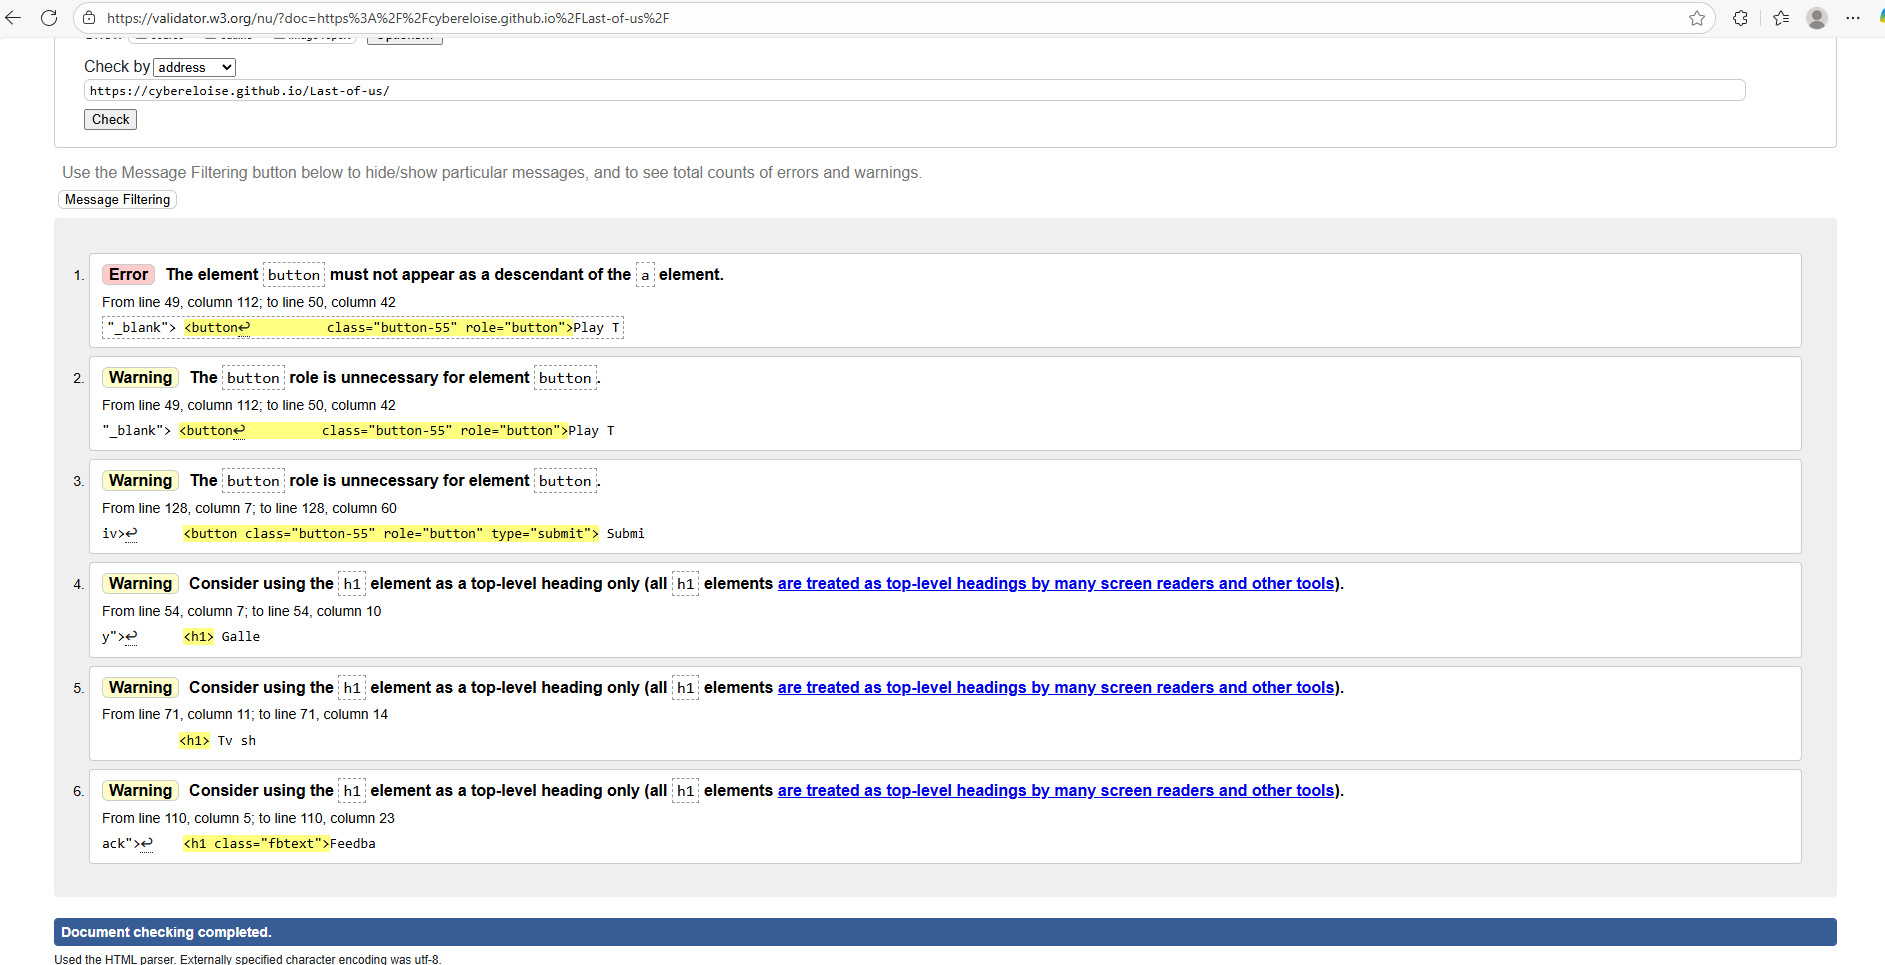 https://validator.w3.org/nu/?doc=https%3A%2F%2Fcybereloise.github.io%2FLast-of-us%2F
Check by address
https://cybereloise.github.io/Last-of-us/
Check
Use the Message Filtering button below to hide/show particular messages, and to see total counts of errors and warnings.
Message Filtering
1. Error The element button must not appear as a descendant of the a element.
From line 49, column 112; to line 50, column 42
"_blank"> <button↩ class="button-55" role="button">Play T
2. Warning The button role is unnecessary for element button.
From line 49, column 112; to line 50, column 42
"_blank"> <button↩ class="button-55" role="button">Play T
3. Warning The button role is unnecessary for element button.
From line 128, column 7; to line 128, column 60
iv>↩ <button class="button-55" role="button" type="submit"> Submi
4. Warning Consider using the h1 element as a top-level heading only (all h1 elements are treated as top-level headings by many screen readers and other tools).
From line 54, column 7; to line 54, column 10
y">↩ <h1> Galle
5. Warning Consider using the h1 element as a top-level heading only (all h1 elements are treated as top-level headings by many screen readers and other tools).
From line 71, column 11; to line 71, column 14
<h1> Tv sh
6. Warning Consider using the h1 element as a top-level heading only (all h1 elements are treated as top-level headings by many screen readers and other tools).
From line 110, column 5; to line 110, column 23
ack">↩ <h1 class="fbtext">Feedba
Document checking completed.
Used the HTML parser. Externally specified character encoding was utf-8.